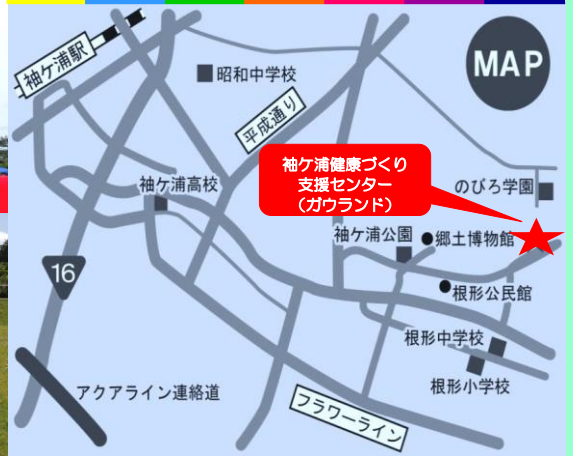 MAP
袖ケ浦駅
昭和中学校
平成通り
袖ケ浦健康づくり
支援センター
(ガウランド)
のびろ学園
袖ケ浦高校
袖ケ浦公園
郷土博物館
16
根形公民館
根形中学校
根形小学校
アクアライン連絡道
フラワーライン